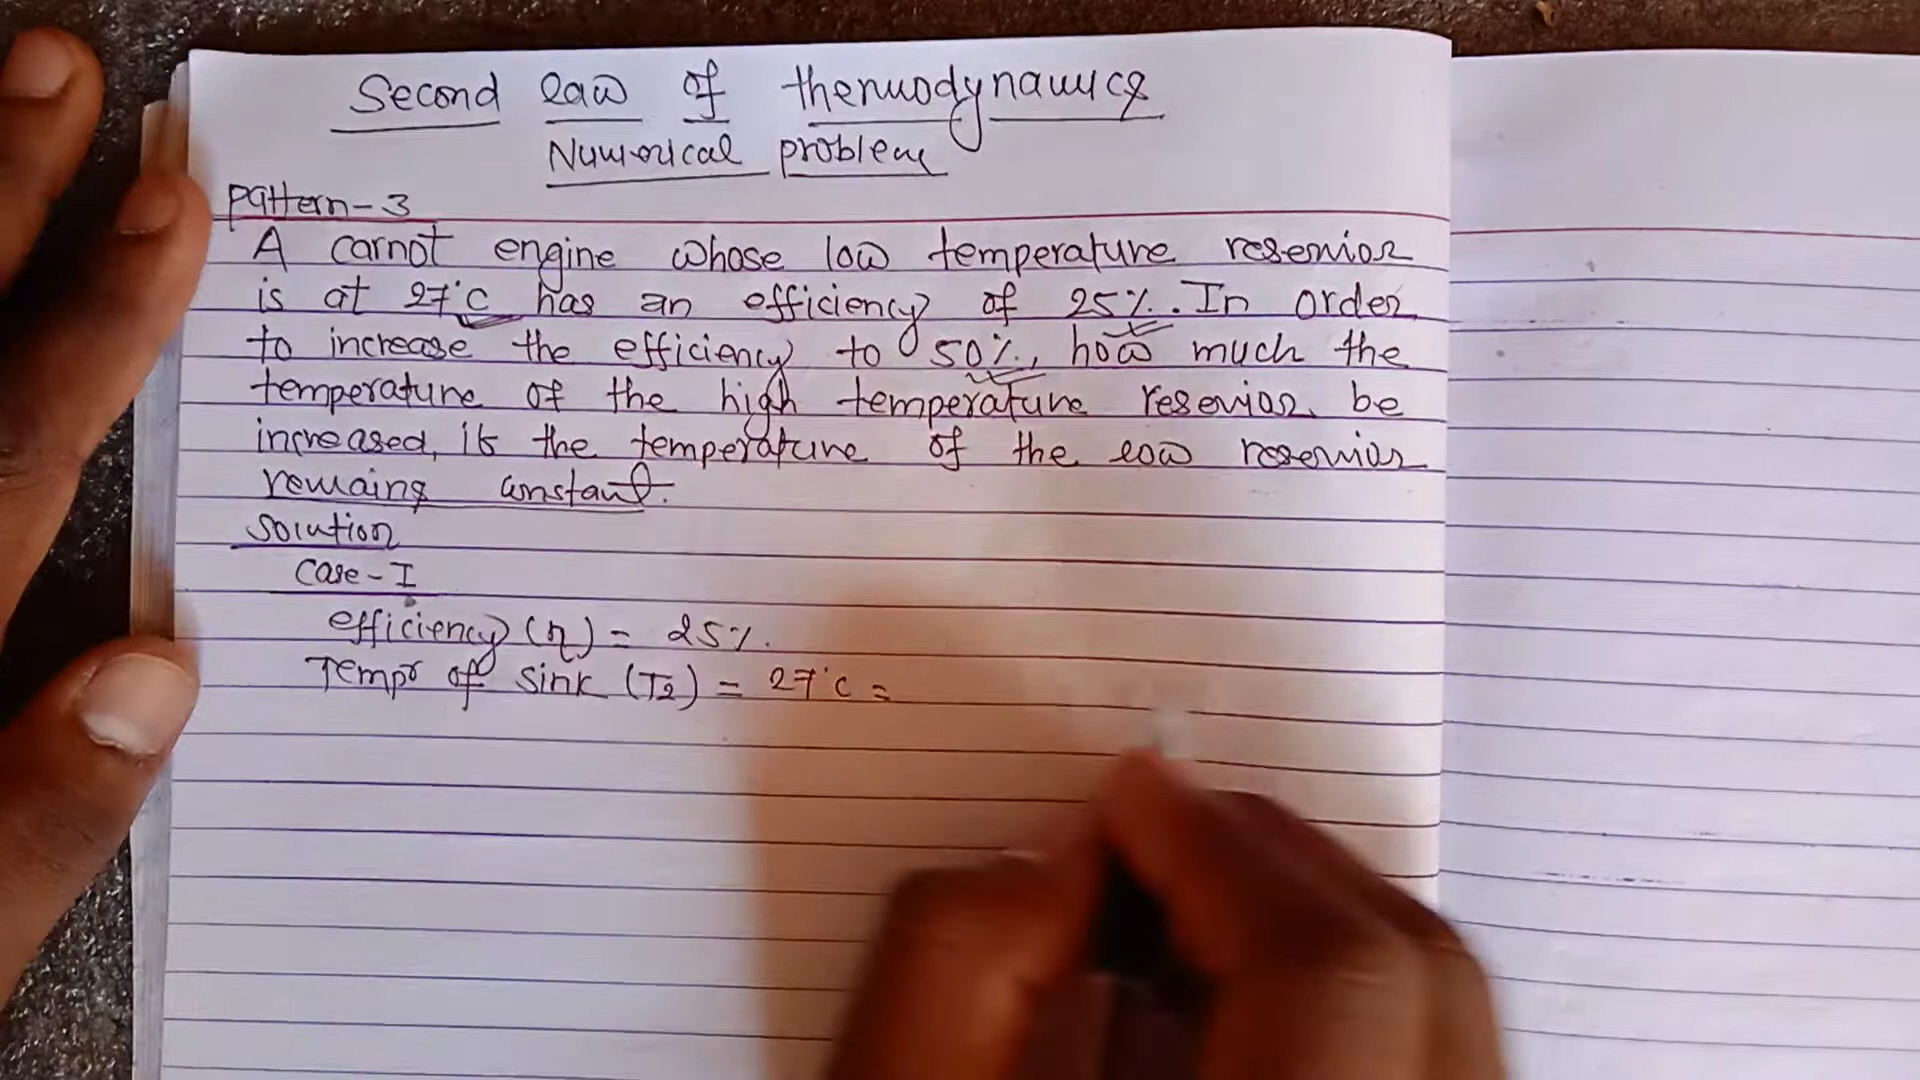 Second law of thermodynamics
Numerical problem
pattern-3
A carnot engine whose low temperature reservior
is at 27°C has an efficiency of 25%. In order
to increase the efficiency to 50%, how much the
temperature of the high temperature resevior be
increased, if the temperature of the low reservior
remains constant.
Solution
Case-I
efficiency (η) = 25%.
Tempr of sink (T2) = 27°C =